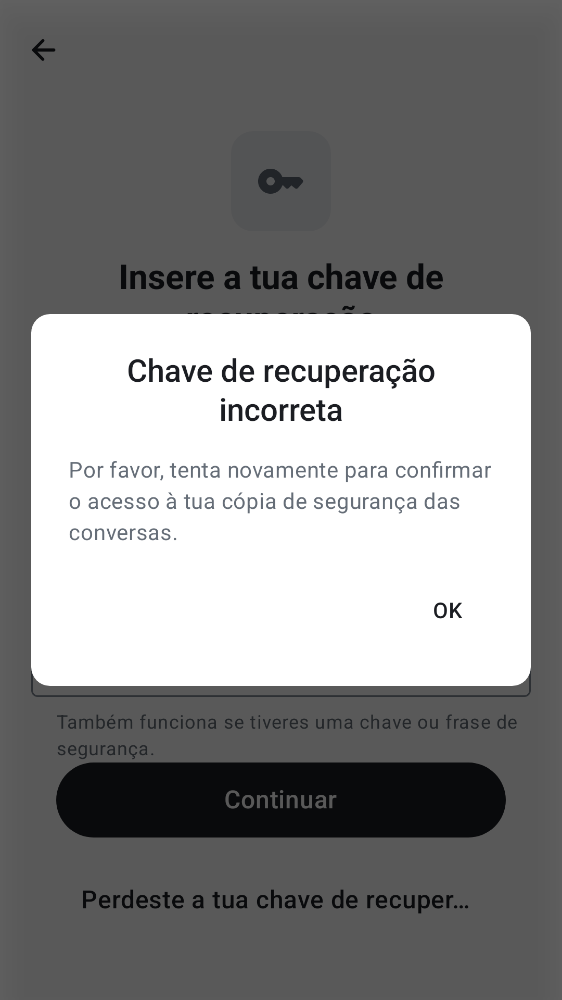 Insere a tua chave de
Chave de recuperação
incorreta
Por favor, tenta novamente para confirmar
o acesso à tua cópia de segurança das
conversas.
OK
Também funciona se tiveres uma chave ou frase de
segurança.
Continuar
Perdeste a tua chave de recuper...